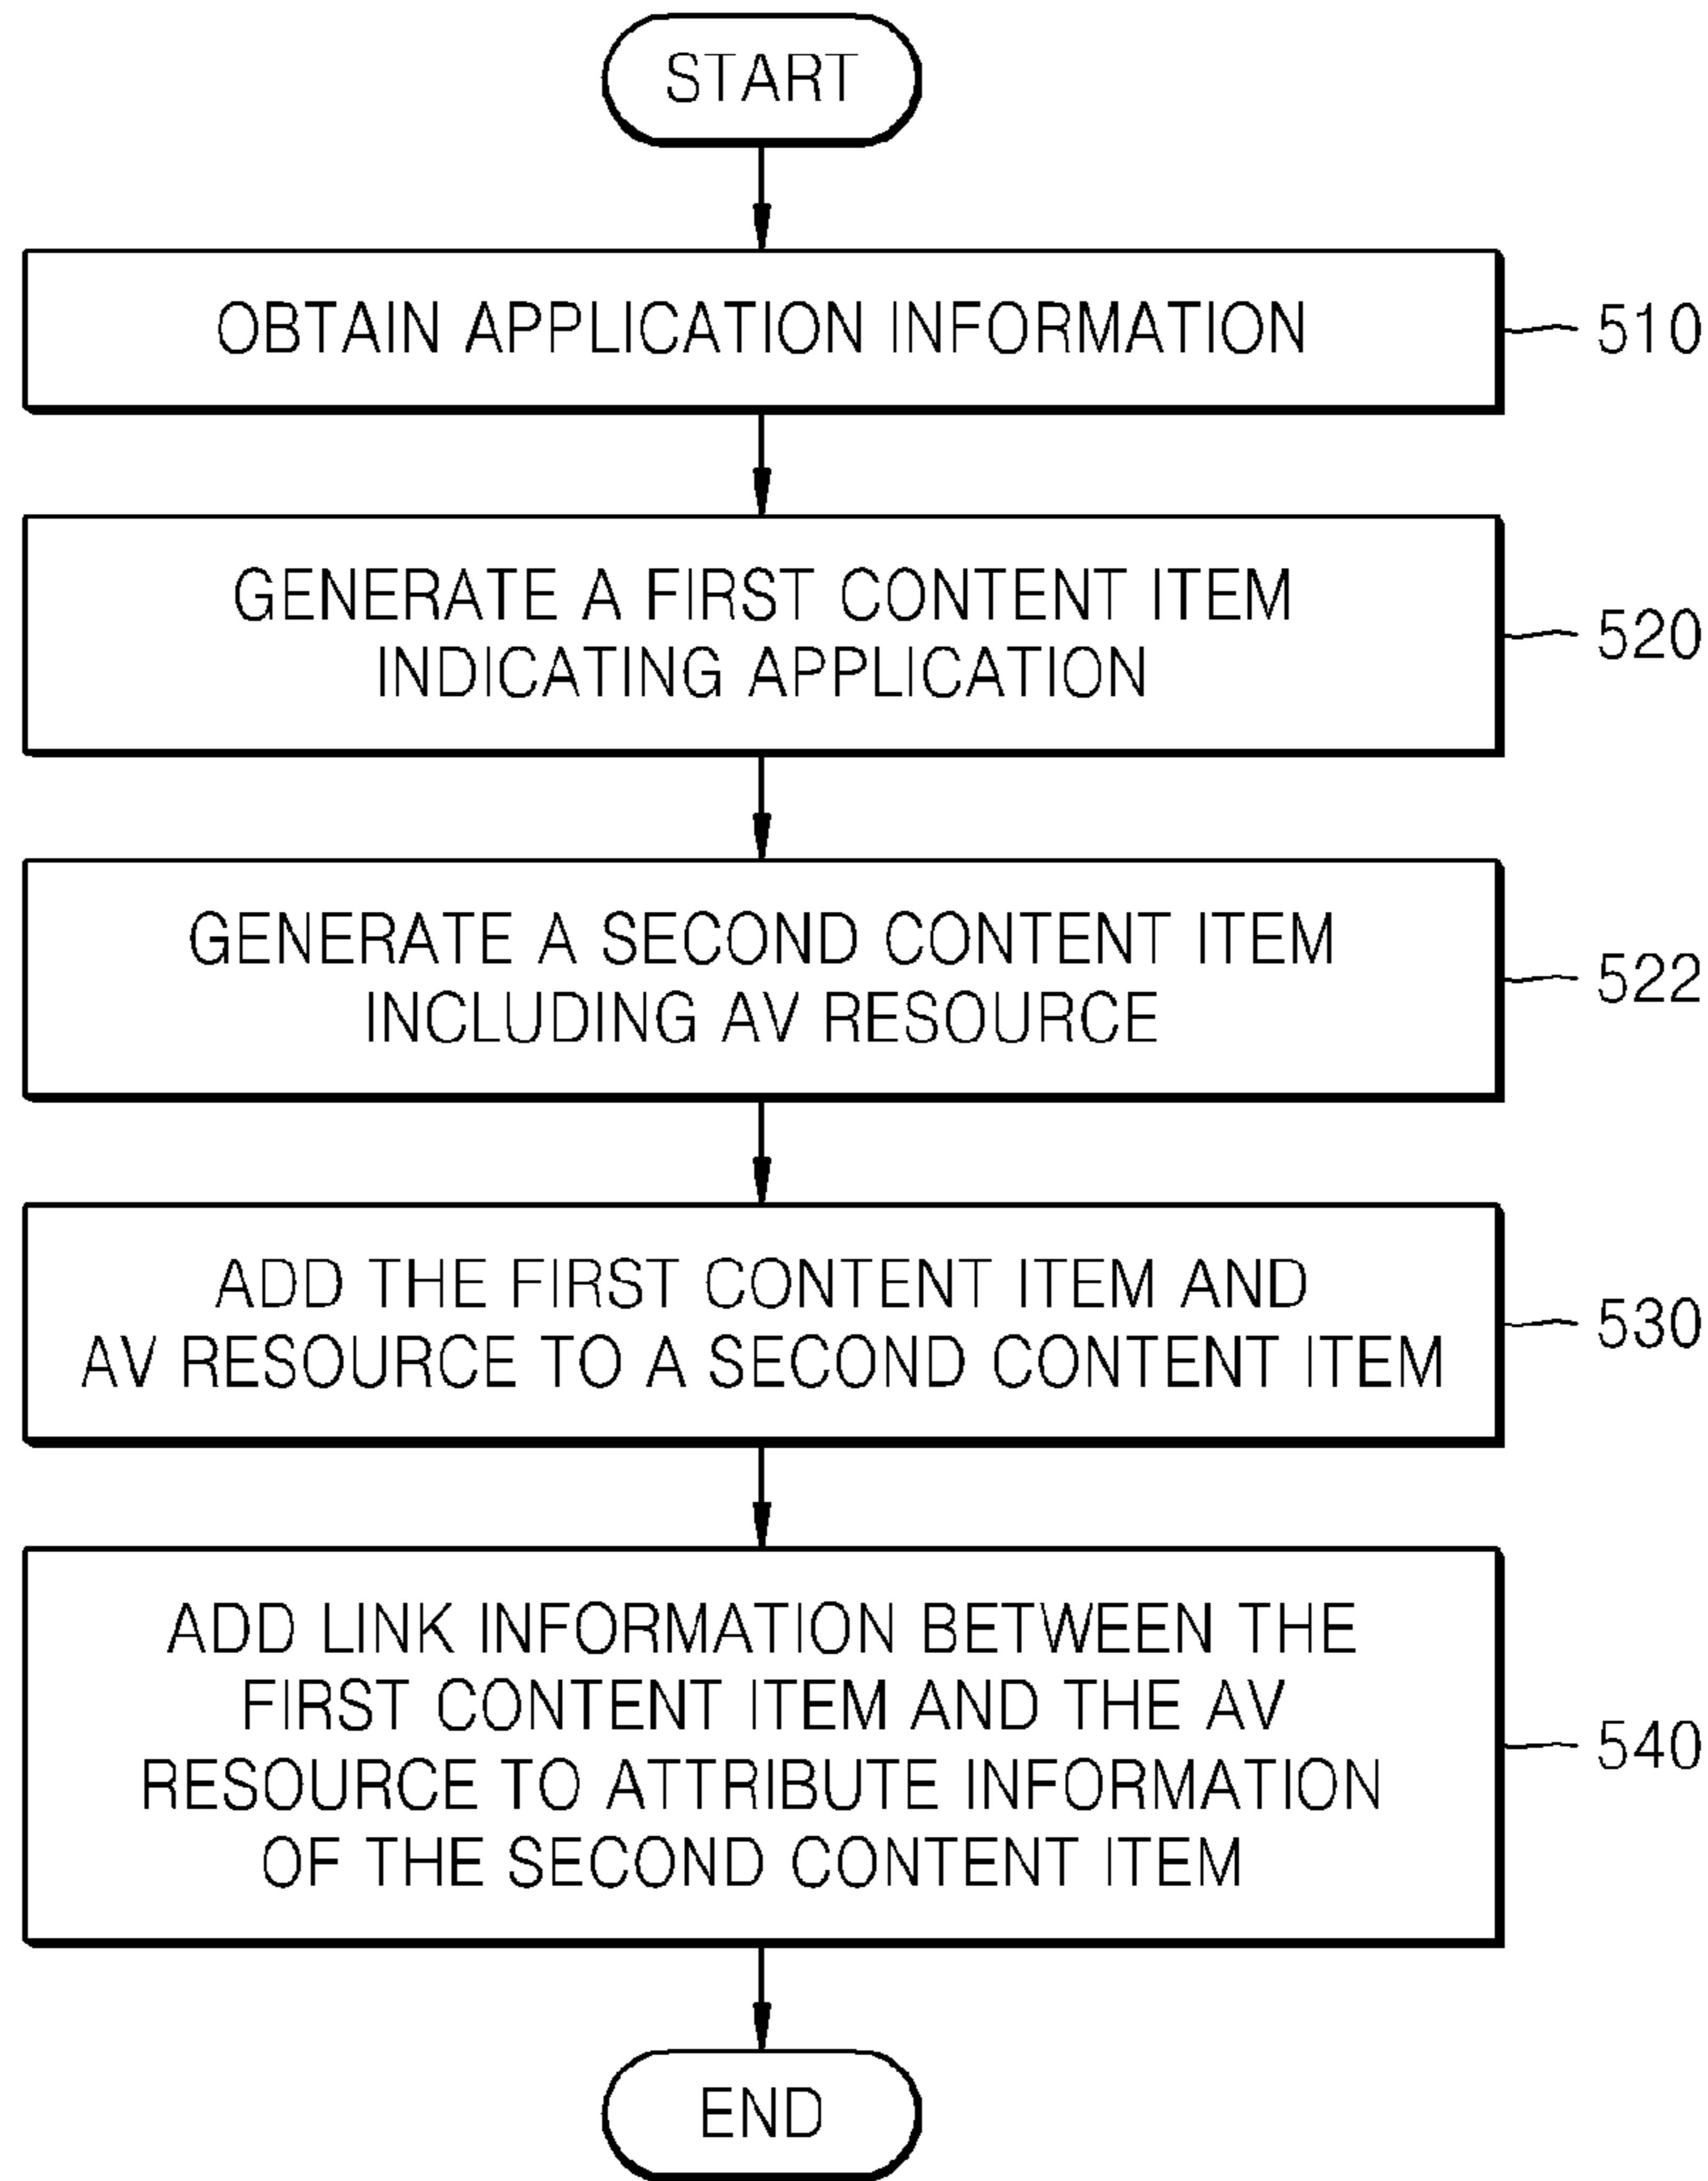 START
OBTAIN APPLICATION INFORMATION
510
GENERATE A FIRST CONTENT ITEM
INDICATING APPLICATION
520
GENERATE A SECOND CONTENT ITEM
INCLUDING AV RESOURCE
522
ADD THE FIRST CONTENT ITEM AND
AV RESOURCE TO A SECOND CONTENT ITEM
530
ADD LINK INFORMATION BETWEEN THE
FIRST CONTENT ITEM AND THE AV
RESOURCE TO ATTRIBUTE INFORMATION
OF THE SECOND CONTENT ITEM
540
END